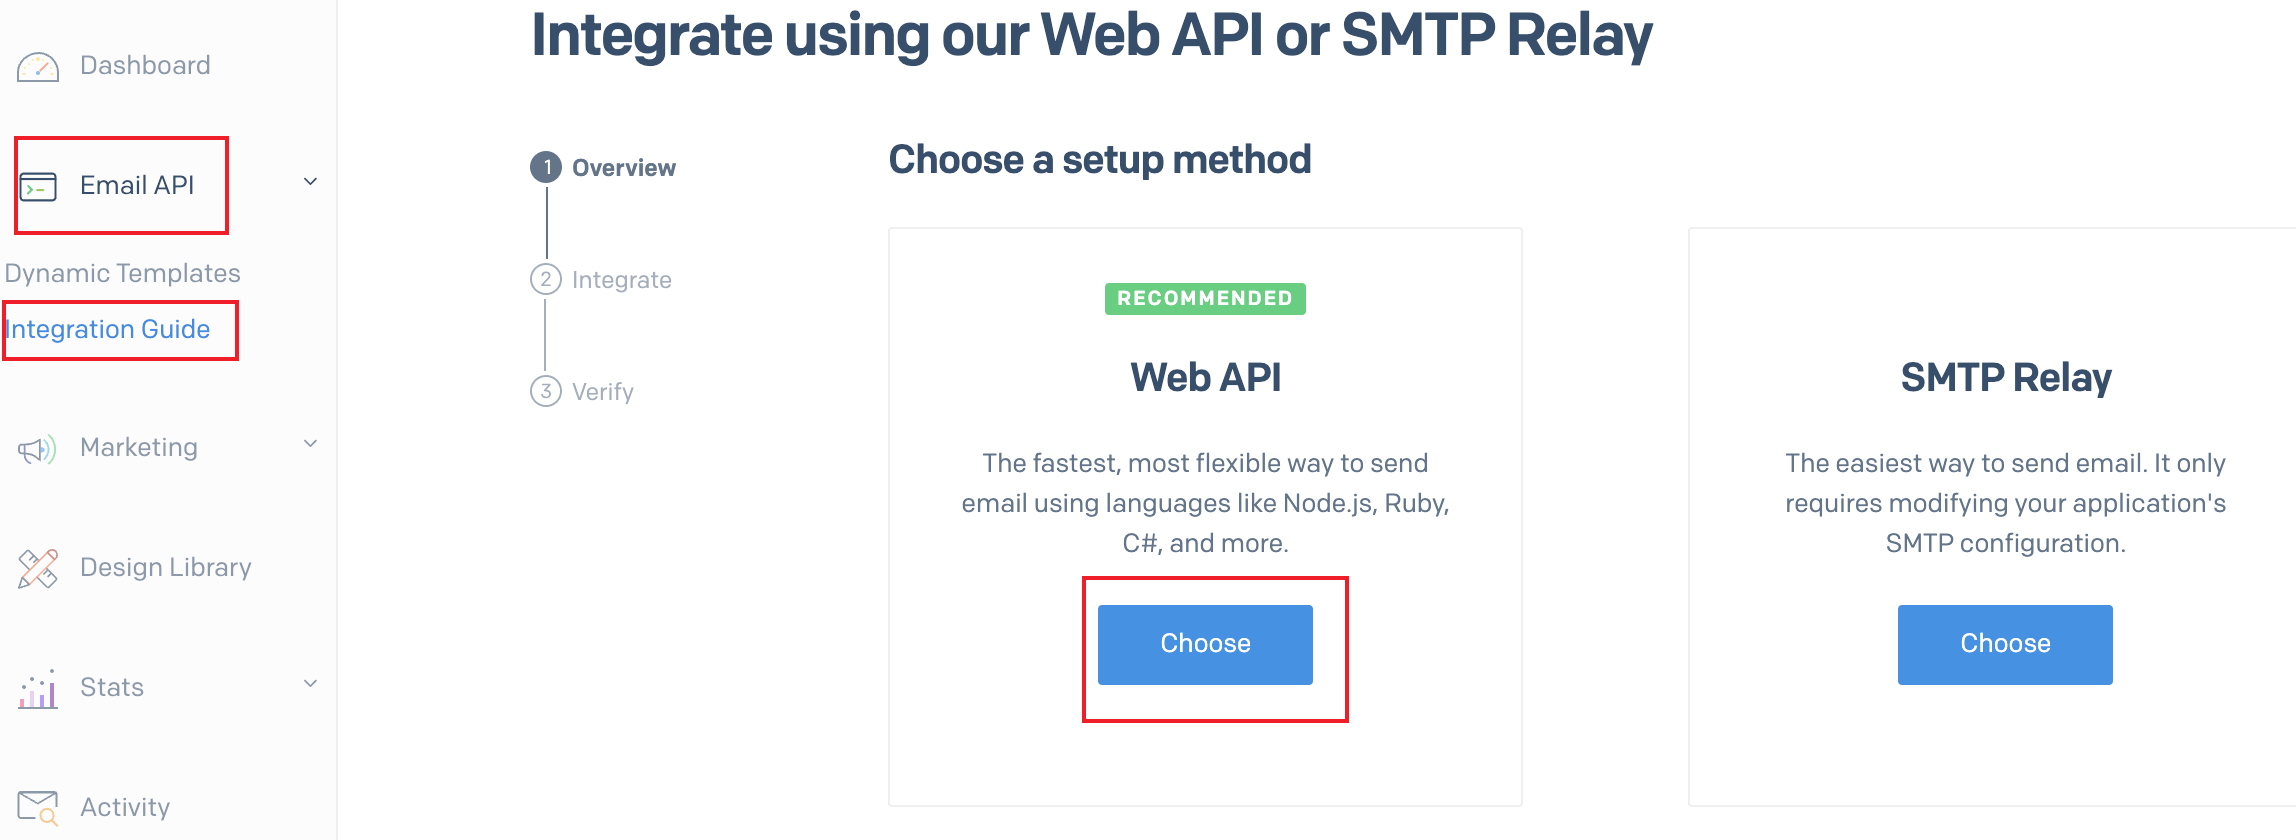 Dashboard
Email API
Dynamic Templates
Integration Guide
Marketing
Design Library
Stats
Activity
Integrate using our Web API or SMTP Relay
1 Overview
2 Integrate
3 Verify
Choose a setup method
RECOMMENDED
Web API
The fastest, most flexible way to send
email using languages like Node.js, Ruby,
C#, and more.
Choose
SMTP Relay
The easiest way to send email. It only
requires modifying your application's
SMTP configuration.
Choose